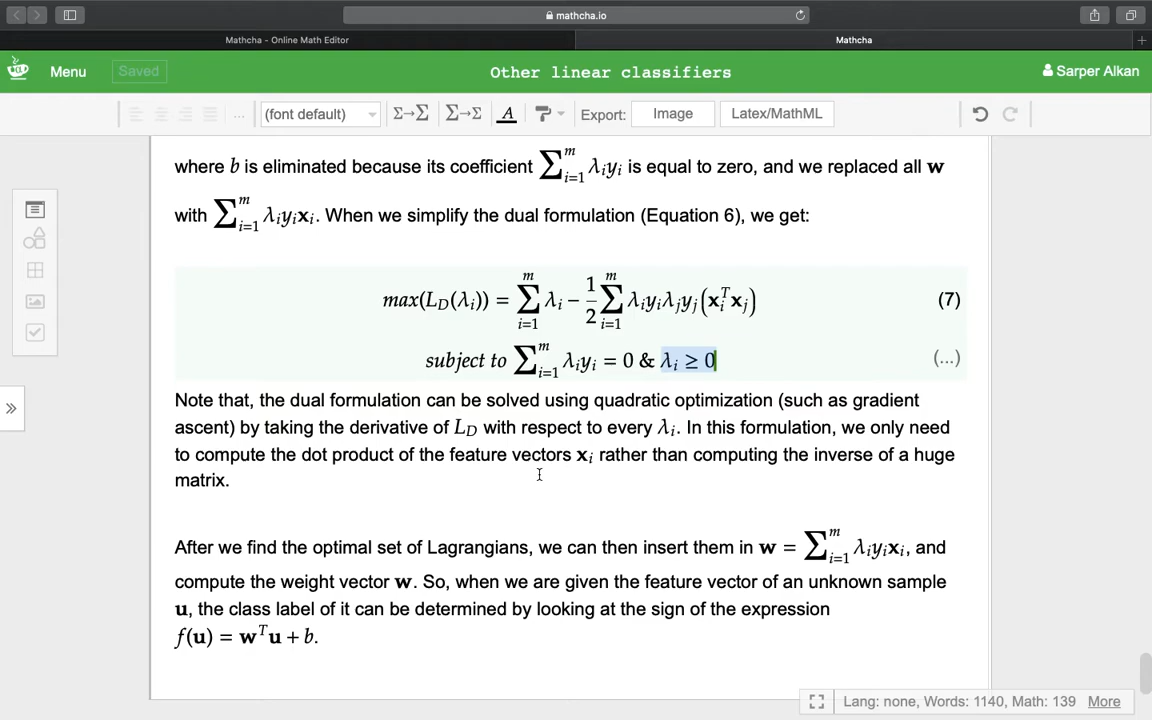 mathcha.io
Mathcha - Online Math Editor
Mathcha
Menu
Saved
Other linear classifiers
Sarper Alkan
...
(font default)
Σ→Σ
Σ→Σ
A
Export:
Image
Latex/MathML
where b is eliminated because its coefficient ∑_{i=1}^{m} λ_i y_i is equal to zero, and we replaced all w
with ∑_{i=1}^{m} λ_i y_i x_i. When we simplify the dual formulation (Equation 6), we get:
max(L_D(λ_i)) = ∑_{i=1}^{m} λ_i − 1/2 ∑_{i=1}^{m} λ_i y_i λ_j y_j (x_i^T x_j) (7)
subject to ∑_{i=1}^{m} λ_i y_i = 0 & λ_i ≥ 0 (...)
Note that, the dual formulation can be solved using quadratic optimization (such as gradient
ascent) by taking the derivative of L_D with respect to every λ_i. In this formulation, we only need
to compute the dot product of the feature vectors x_i rather than computing the inverse of a huge
matrix.
After we find the optimal set of Lagrangians, we can then insert them in w = ∑_{i=1}^{m} λ_i y_i x_i, and
compute the weight vector w. So, when we are given the feature vector of an unknown sample
u, the class label of it can be determined by looking at the sign of the expression
f(u) = w^T u + b.
Lang: none, Words: 1140, Math: 139 More